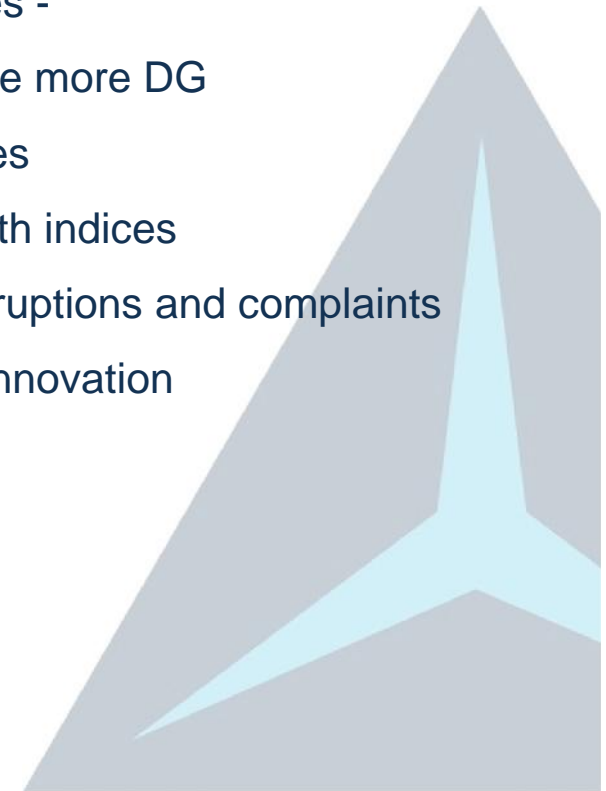 es -
e more DG
es
th indices
ruptions and complaints
nnovation